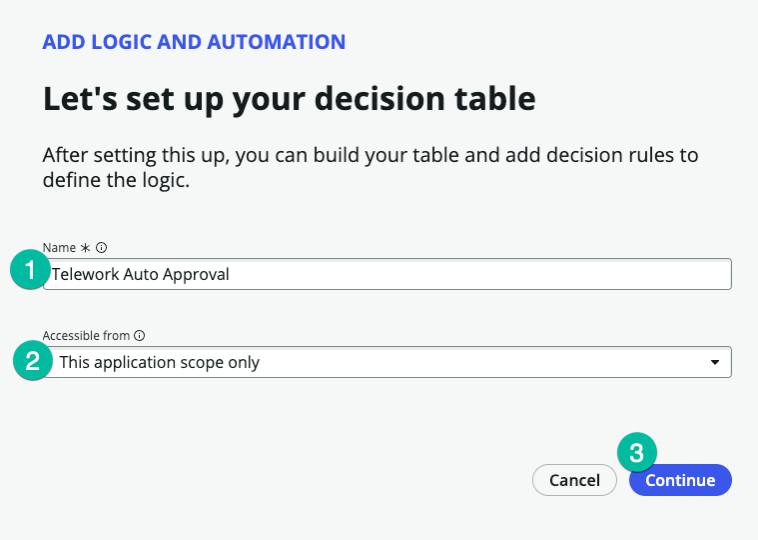 ADD LOGIC AND AUTOMATION
Let's set up your decision table
After setting this up, you can build your table and add decision rules to
define the logic.
Name *
1 Telework Auto Approval
Accessible from
2 This application scope only
3
Cancel Continue